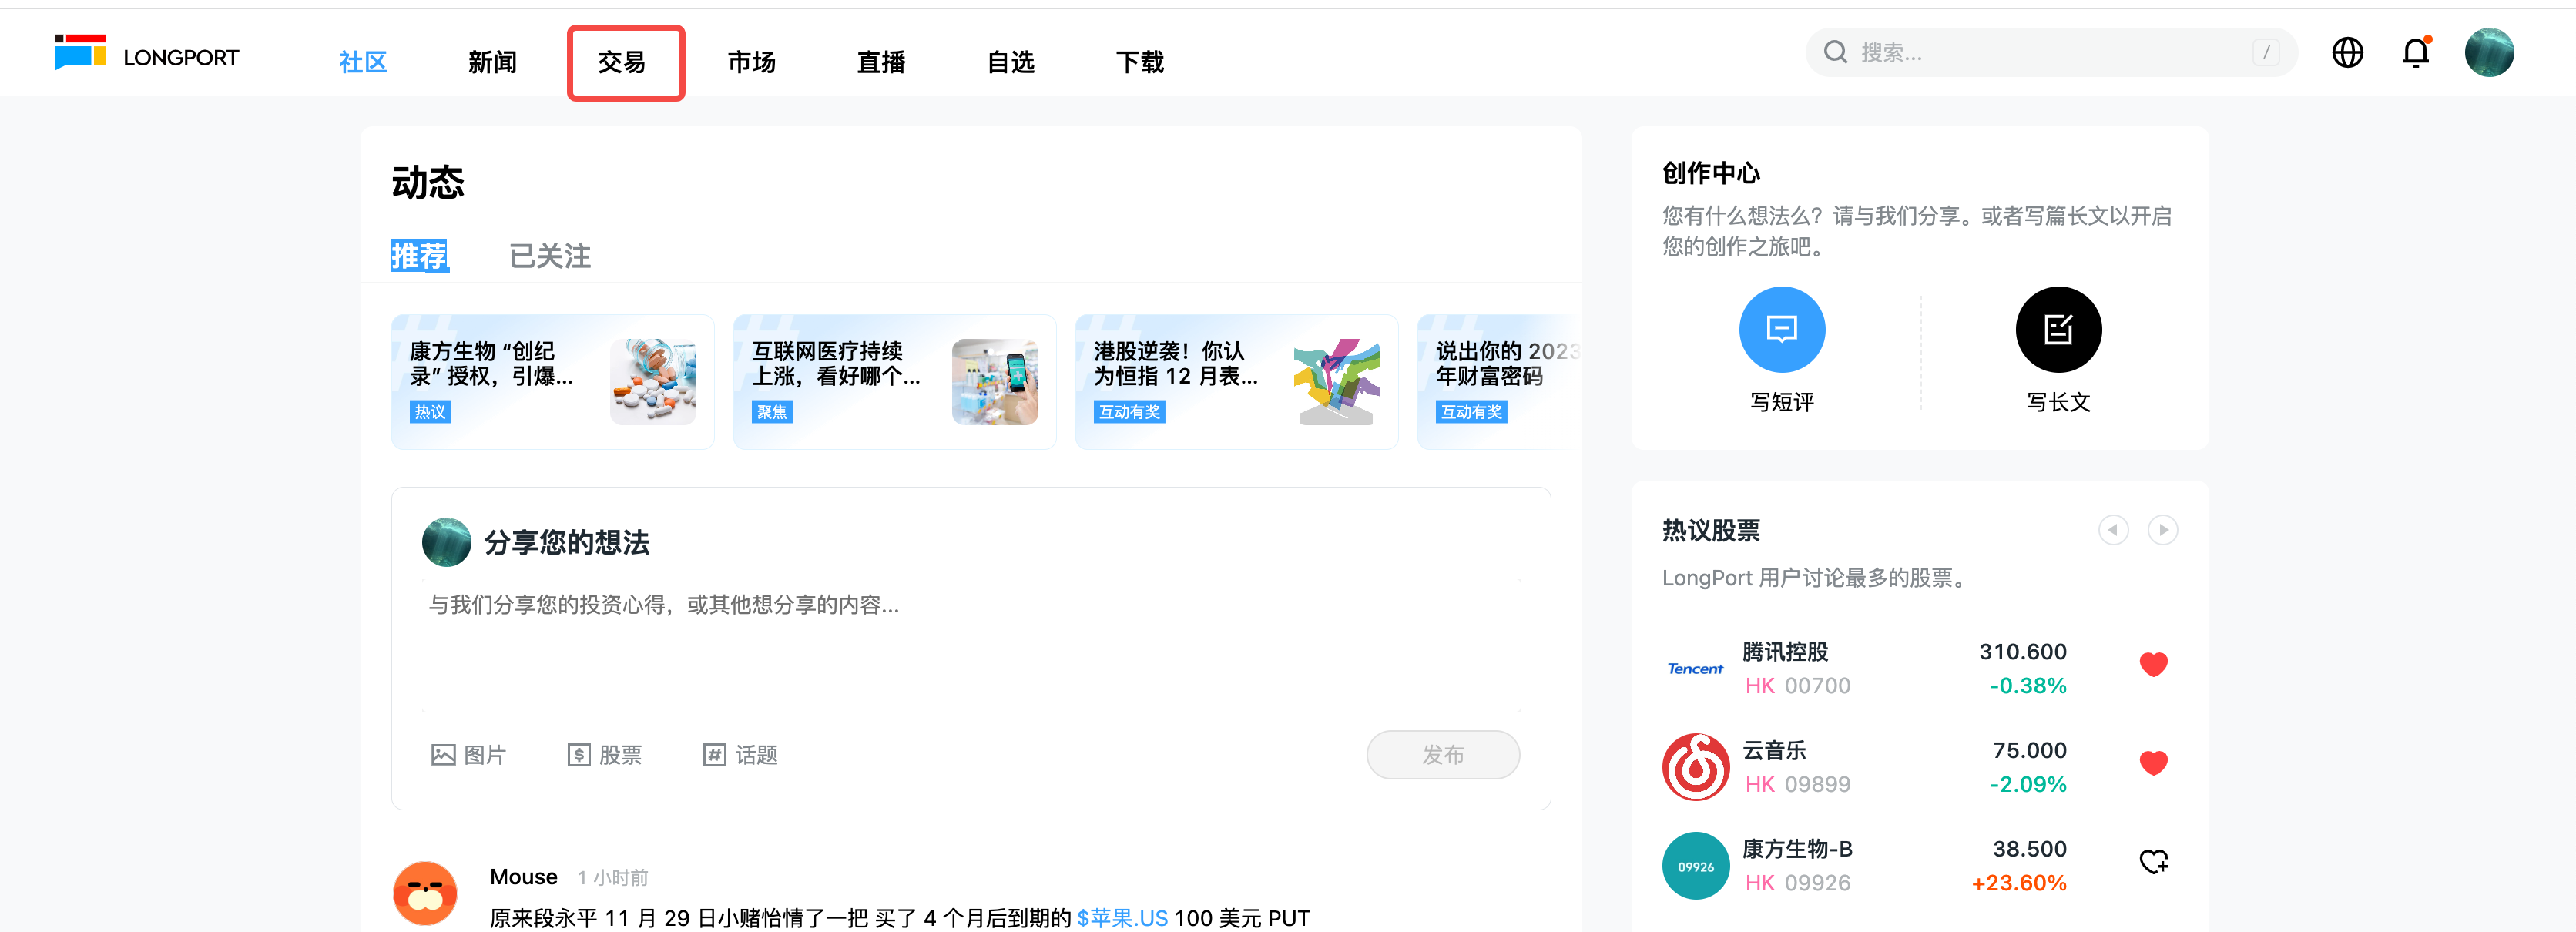 LONGPORT
社区
新闻
交易
市场
直播
自选
下载
搜索...
/
动态
推荐
已关注
康方生物 “创纪
录” 授权，引爆...
热议
互联网医疗持续
上涨，看好哪个...
聚焦
港股逆袭！你认
为恒指 12 月表...
互动有奖
说出你的 2023
年财富密码
互动有奖
分享您的想法
与我们分享您的投资心得，或其他想分享的内容...
图片
股票
话题
发布
Mouse 1 小时前
原来段永平 11 月 29 日小赌怡情了一把 买了 4 个月后到期的 $苹果.US 100 美元 PUT
创作中心
您有什么想法么？请与我们分享。或者写篇长文以开启
您的创作之旅吧。
写短评
写长文
热议股票
LongPort 用户讨论最多的股票。
Tencent
腾讯控股
310.600
HK 00700
-0.38%
云音乐
75.000
HK 09899
-2.09%
09926
康方生物-B
38.500
HK 09926
+23.60%